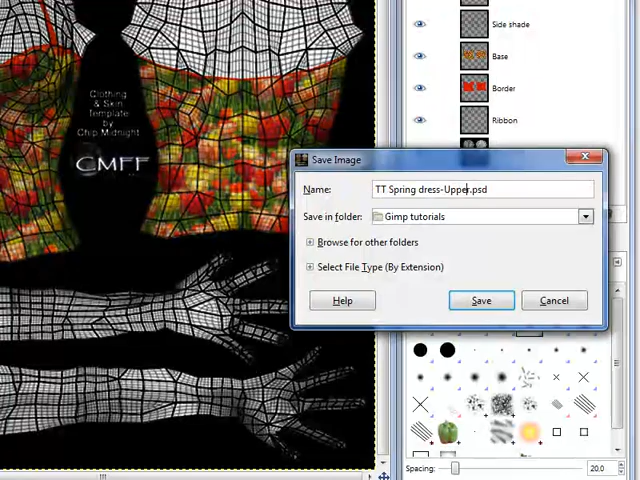 Side shade
Base
Border
Ribbon
Clothing
& Skin
Template
by
Chip Midnight
CMFF
Save Image
Name:
TT Spring dress-Upper.psd
Save in folder:
Gimp tutorials
Browse for other folders
Select File Type (By Extension)
Help
Save
Cancel
Spacing:
20.0